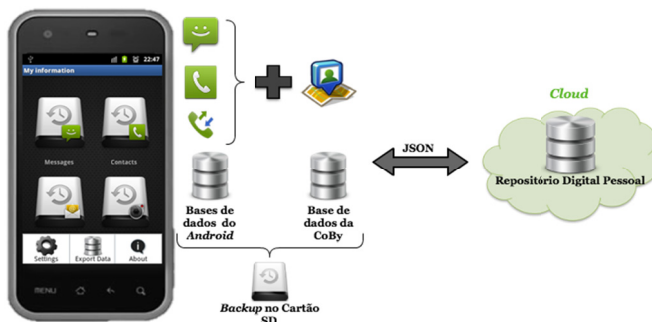 22:47
My information
Messages
Contacts
Settings
Export Data
About
MENU
Bases de
dados do
Android
Base de
dados da
CoBy
JSON
Cloud
Repositório Digital Pessoal
Backup no Cartão
SD